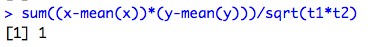 > sum((x-mean(x))*(y-mean(y)))/sqrt(t1*t2)
[1] 1